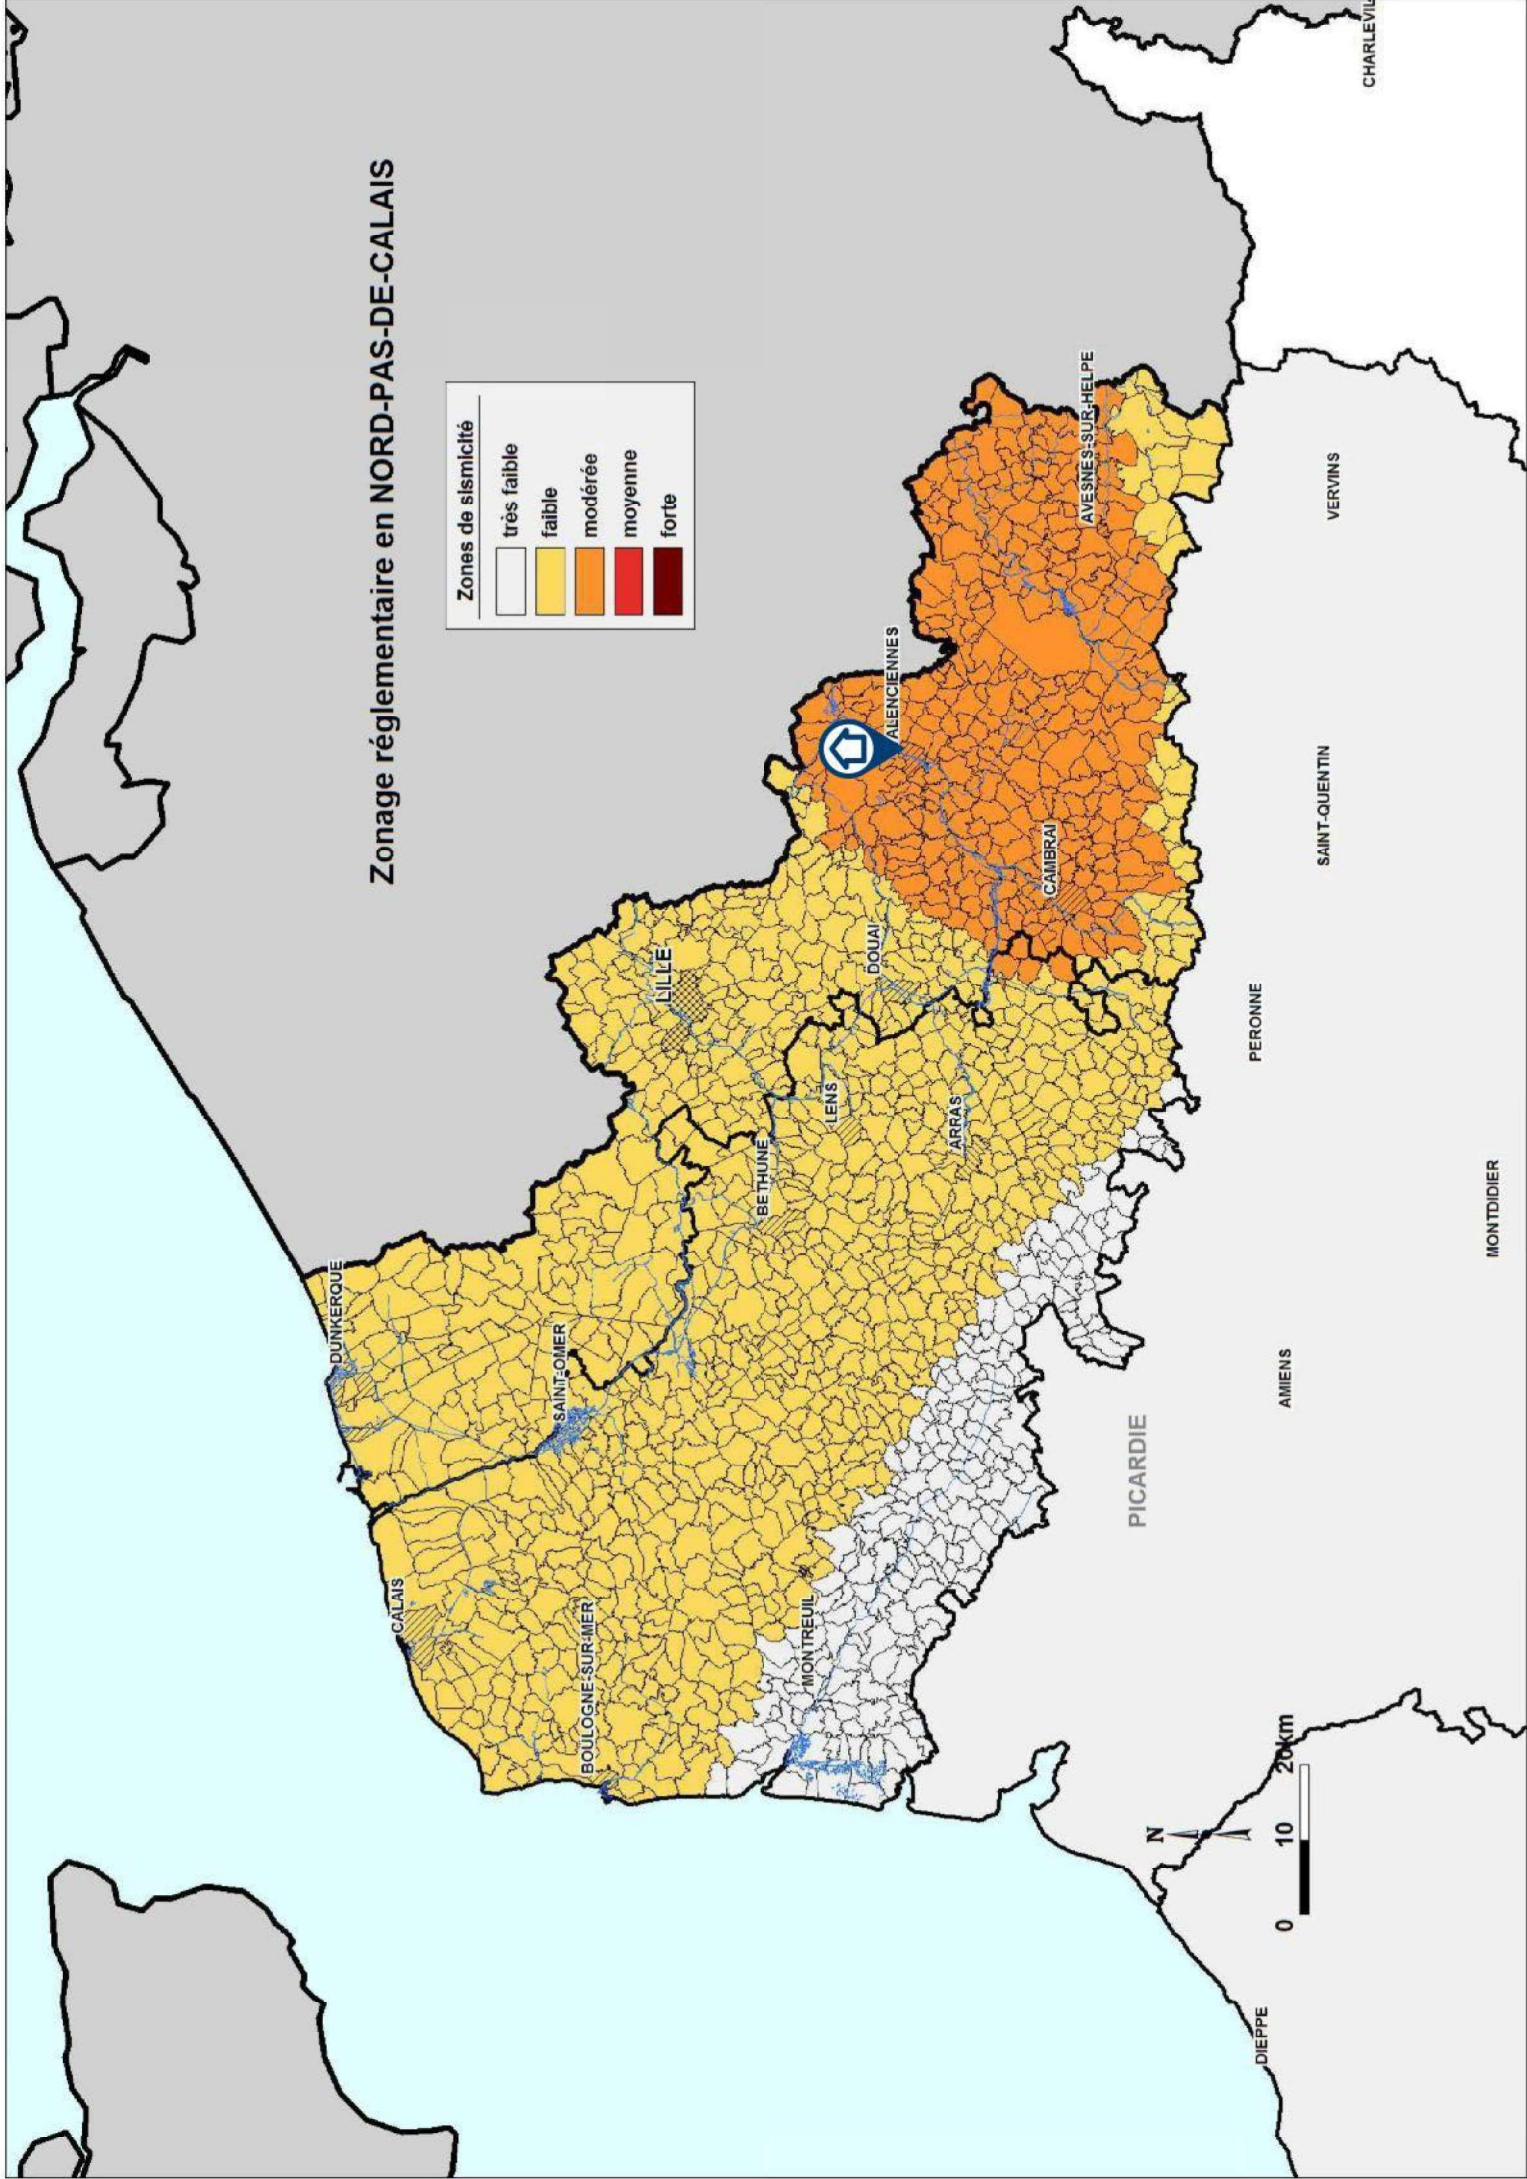 Zonage réglementaire en NORD-PAS-DE-CALAIS
Zones de sismicité
très faible
faible
modérée
moyenne
forte
DUNKERQUE
CALAIS
SAINT-OMER
BOULOGNE-SUR-MER
LILLE
BETHUNE
LENS
DOUAI
MONTREUIL
ARRAS
ALENCIENNES
CAMBRAI
AVESNES-SUR-HELPE
PICARDIE
PERONNE
SAINT-QUENTIN
VERVINS
CHARLEVIL
AMIENS
MONTDIDIER
DIEPPE
N
0 10 20km